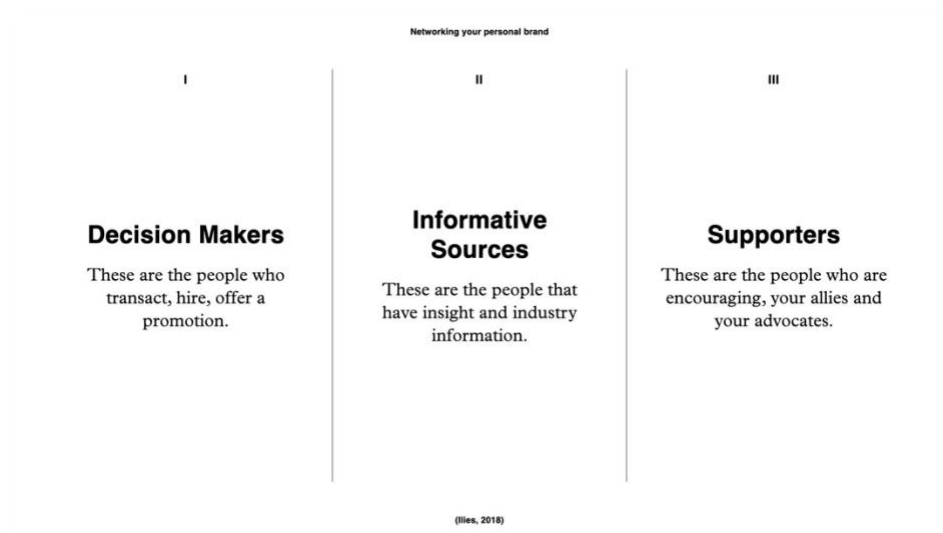 Networking your personal brand
I
II
III
Decision Makers
These are the people who
transact, hire, offer a
promotion.
Informative
Sources
These are the people that
have insight and industry
information.
Supporters
These are the people who are
encouraging, your allies and
your advocates.
(Ilies, 2018)